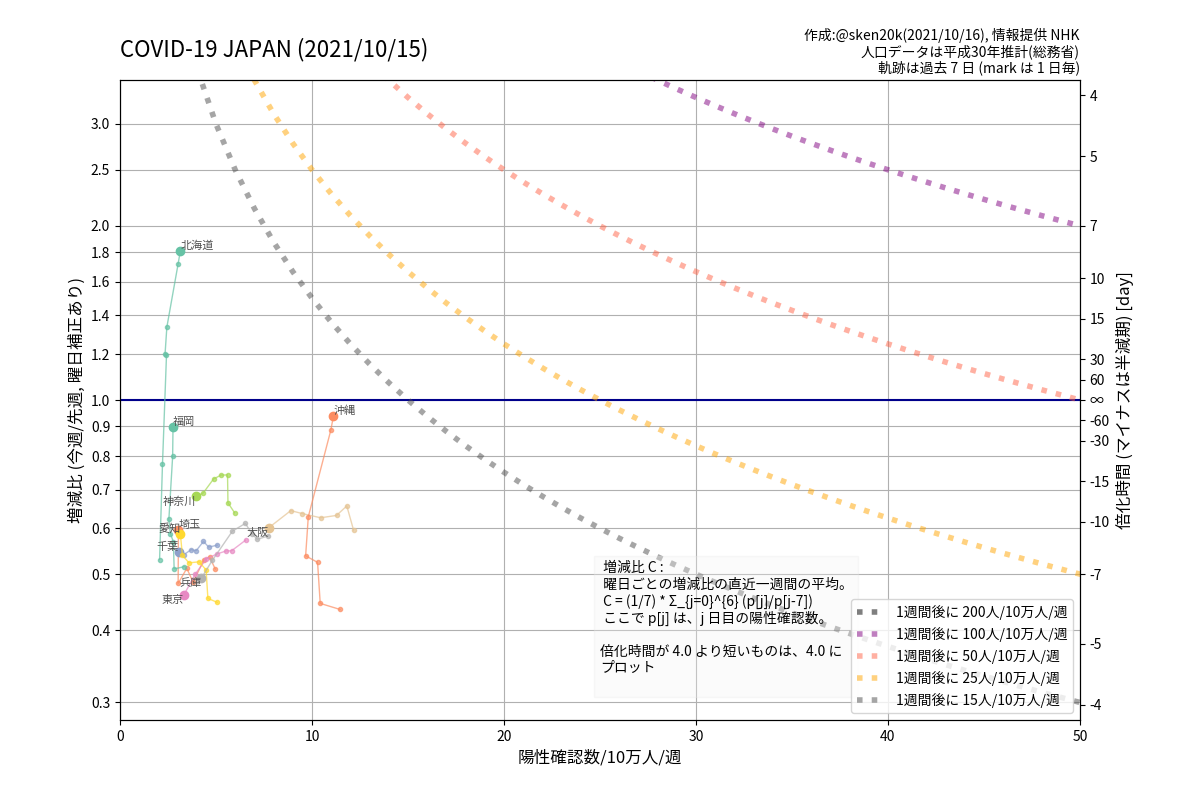 COVID-19 JAPAN (2021/10/15)
作成:@sken20k(2021/10/16), 情報提供 NHK
人口データは平成30年推計(総務省)
軌跡は過去 7 日 (mark は 1 日毎)
増減比 (今週/先週, 曜日補正あり)
3.0
2.5
2.0
1.8
1.6
1.4
1.2
1.0
0.9
0.8
0.7
0.6
0.5
0.4
0.3
北海道
福岡
沖縄
神奈川
愛知
埼玉
大阪
千葉
兵庫
東京
4
5
7
10
15
30
60
∞
-60
-30
-15
-10
-7
-5
-4
倍化時間 (マイナスは半減期) [day]
増減比 C :
曜日ごとの増減比の直近一週間の平均。
C = (1/7) * Σ_{j=0}^{6} (p[j]/p[j-7])
ここで p[j] は、j 日目の陽性確認数。
倍化時間が 4.0 より短いものは、4.0 に
プロット
1週間後に 200人/10万人/週
1週間後に 100人/10万人/週
1週間後に 50人/10万人/週
1週間後に 25人/10万人/週
1週間後に 15人/10万人/週
0
10
20
30
40
50
陽性確認数/10万人/週